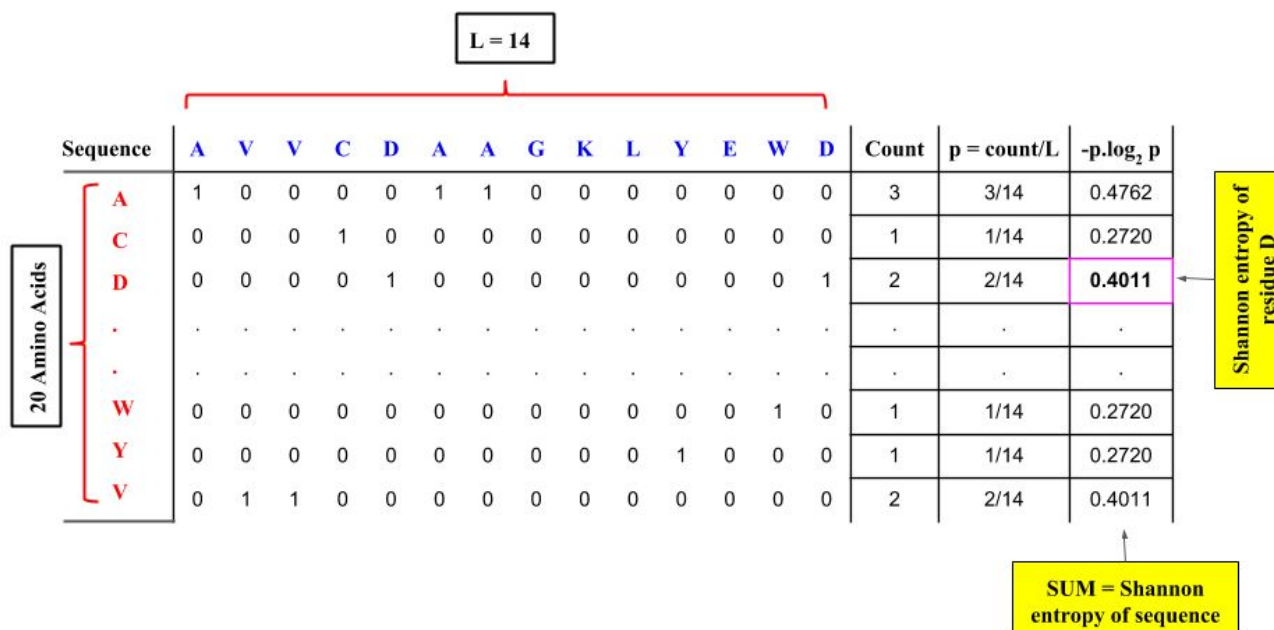 L = 14
Sequence A V V C D A A G K L Y E W D Count p = count/L -p.log₂ p
A 1 0 0 0 0 1 1 0 0 0 0 0 0 0 3 3/14 0.4762
C 0 0 0 1 0 0 0 0 0 0 0 0 0 0 1 1/14 0.2720
D 0 0 0 0 1 0 0 0 0 0 0 0 0 1 2 2/14 0.4011
. . . . . . . . . . . . . . . . . .
. . . . . . . . . . . . . . . . . .
W 0 0 0 0 0 0 0 0 0 0 0 0 1 0 1 1/14 0.2720
Y 0 0 0 0 0 0 0 0 0 0 1 0 0 0 1 1/14 0.2720
V 0 1 1 0 0 0 0 0 0 0 0 0 0 0 2 2/14 0.4011
20 Amino Acids
Shannon entropy of
residue D
SUM = Shannon
entropy of sequence